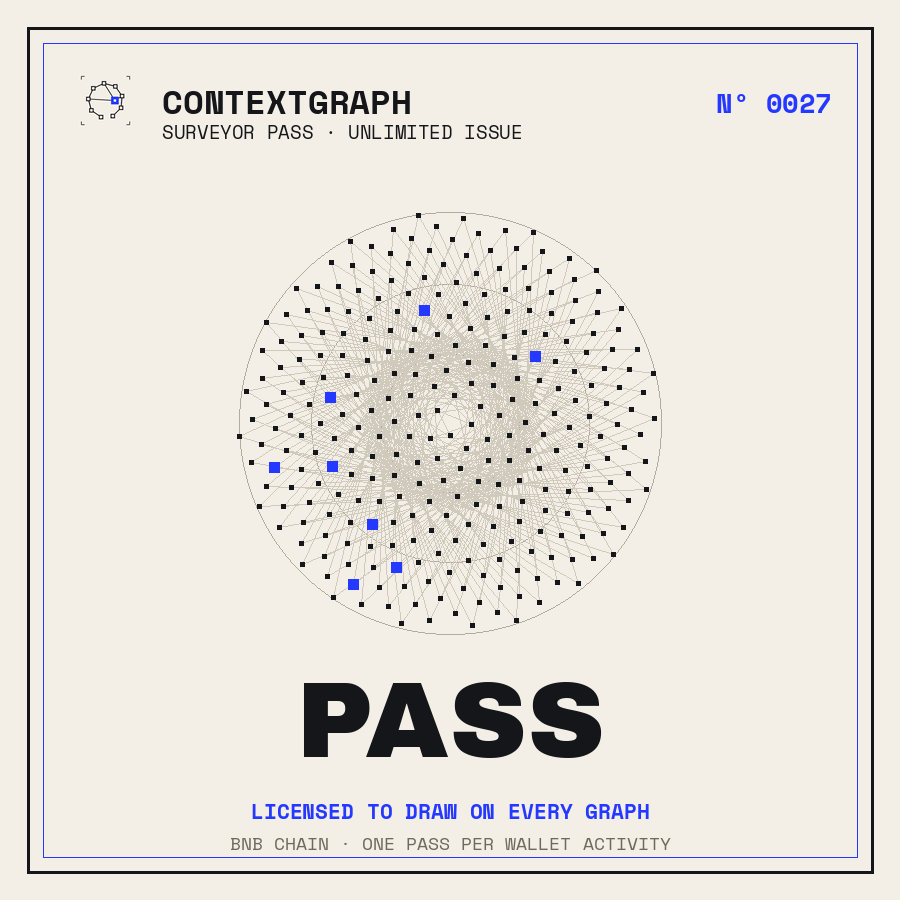 CONTEXTGRAPH
SURVEYOR PASS · UNLIMITED ISSUE
N° 0027
PASS
LICENSED TO DRAW ON EVERY GRAPH
BNB CHAIN · ONE PASS PER WALLET ACTIVITY